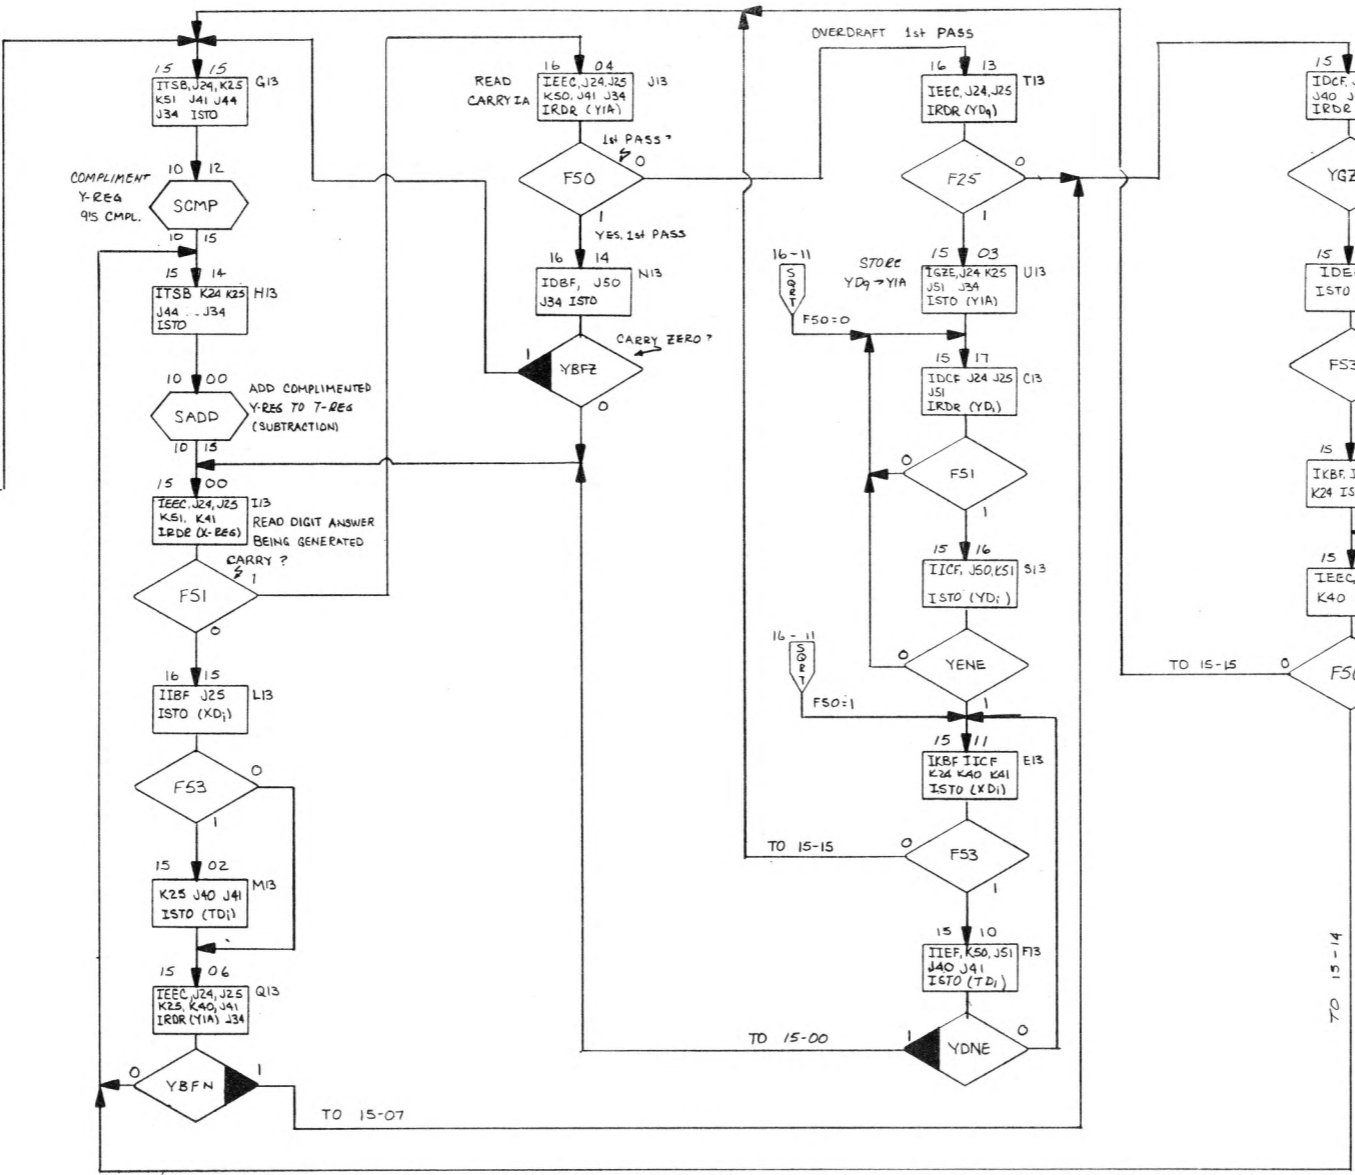 15 15
ITSB, J24, K25
K51 J41 J44
J34 ISTO
G13
COMPLIMENT
Y-REG
9'S CMPL.
10 12
SCMP
10 15
15 14
ITSB K24 K25
J44 J34
ISTO
H13
10 00
SADD
10 15
ADD COMPLIMENTED
Y-REG TO T-REG
(SUBTRACTION)
15 00
IEEC, J24, J25
K51, K41
IRDR (X-REG)
I13
READ DIGIT ANSWER
BEING GENERATED
CARRY ?
F51
1
0
16 15
IIBF J25
ISTO (XDi)
L13
F53
0
1
15 02
K25 J40 J41
ISTO (TDi)
M13
15 06
IEEC, J24, J25
K25, K40, J41
IRDR (YIA) J34
Q13
YBFN
0
1
TO 15-07
READ
CARRY IA
16 04
IEEC, J24, J25
K50, J41 J34
IRDR (YIA)
J13
1st PASS ?
F50
0
1
YES, 1st PASS
16 14
IDBF, J50
J34 ISTO
N13
CARRY ZERO ?
YBFZ
1
0
OVERDRAFT 1st PASS
16 13
IEEC, J24, J25
IRDR (YD9)
T13
F25
0
1
STORE
YD9→YIA
15 03
IGZE, J24 K25
J51 J34
ISTO (YIA)
U13
16-11
SQRT
F50=0
15 17
IDCF J24 J25
J51
IRDR (YDi)
C13
F51
0
1
15 16
IICF, J50, K51
ISTO (YDi)
S13
16-11
SQRT
F50=1
YENE
0
1
15 11
IKBF IICF
K24 K40 K41
ISTO (XDi)
E13
F53
0
1
TO 15-15
15 10
IIEF, K50, J51
J40 J41
ISTO (TDi)
F13
YDNE
1
0
TO 15-00
15
IDCF, J
J40 J
IRDR
YGZ
15
IDE
ISTO
F53
15
IKBF, I
K24 IS
15
IEEC,
K40
F5
0
TO 15-15
TO 15-14